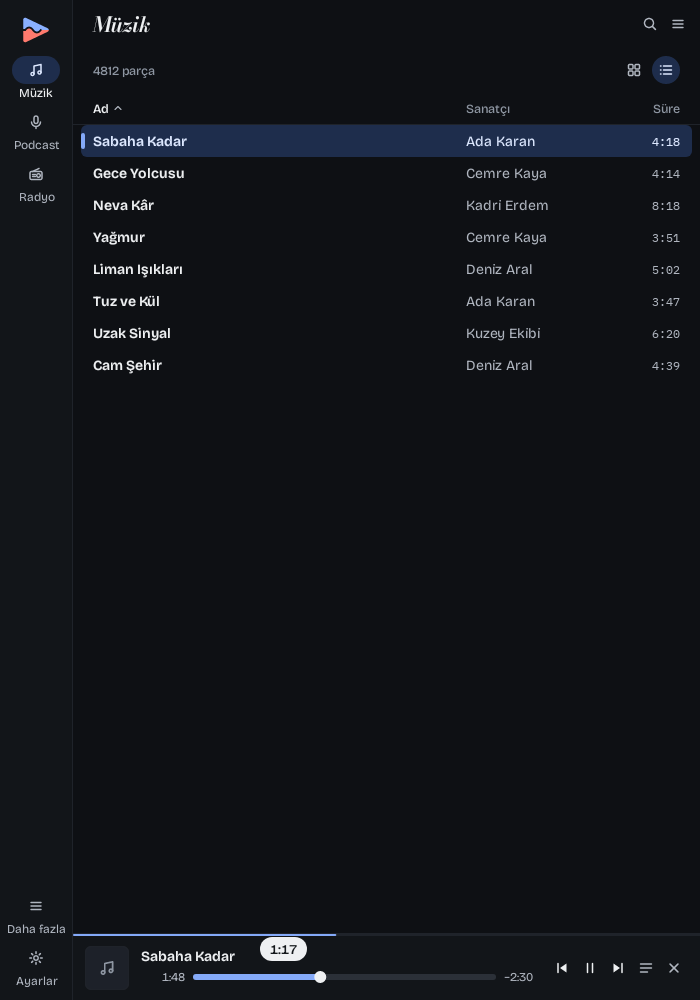 Müzik
Müzik
4812 parça
Podcast
Radyo
Ad Sanatçı Süre
Sabaha Kadar Ada Karan 4:18
Gece Yolcusu Cemre Kaya 4:14
Neva Kâr Kadri Erdem 8:18
Yağmur Cemre Kaya 3:51
Liman Işıkları Deniz Aral 5:02
Tuz ve Kül Ada Karan 3:47
Uzak Sinyal Kuzey Ekibi 6:20
Cam Şehir Deniz Aral 4:39
Daha fazla
Ayarlar
Sabaha Kadar
1:17
1:48 −2:30